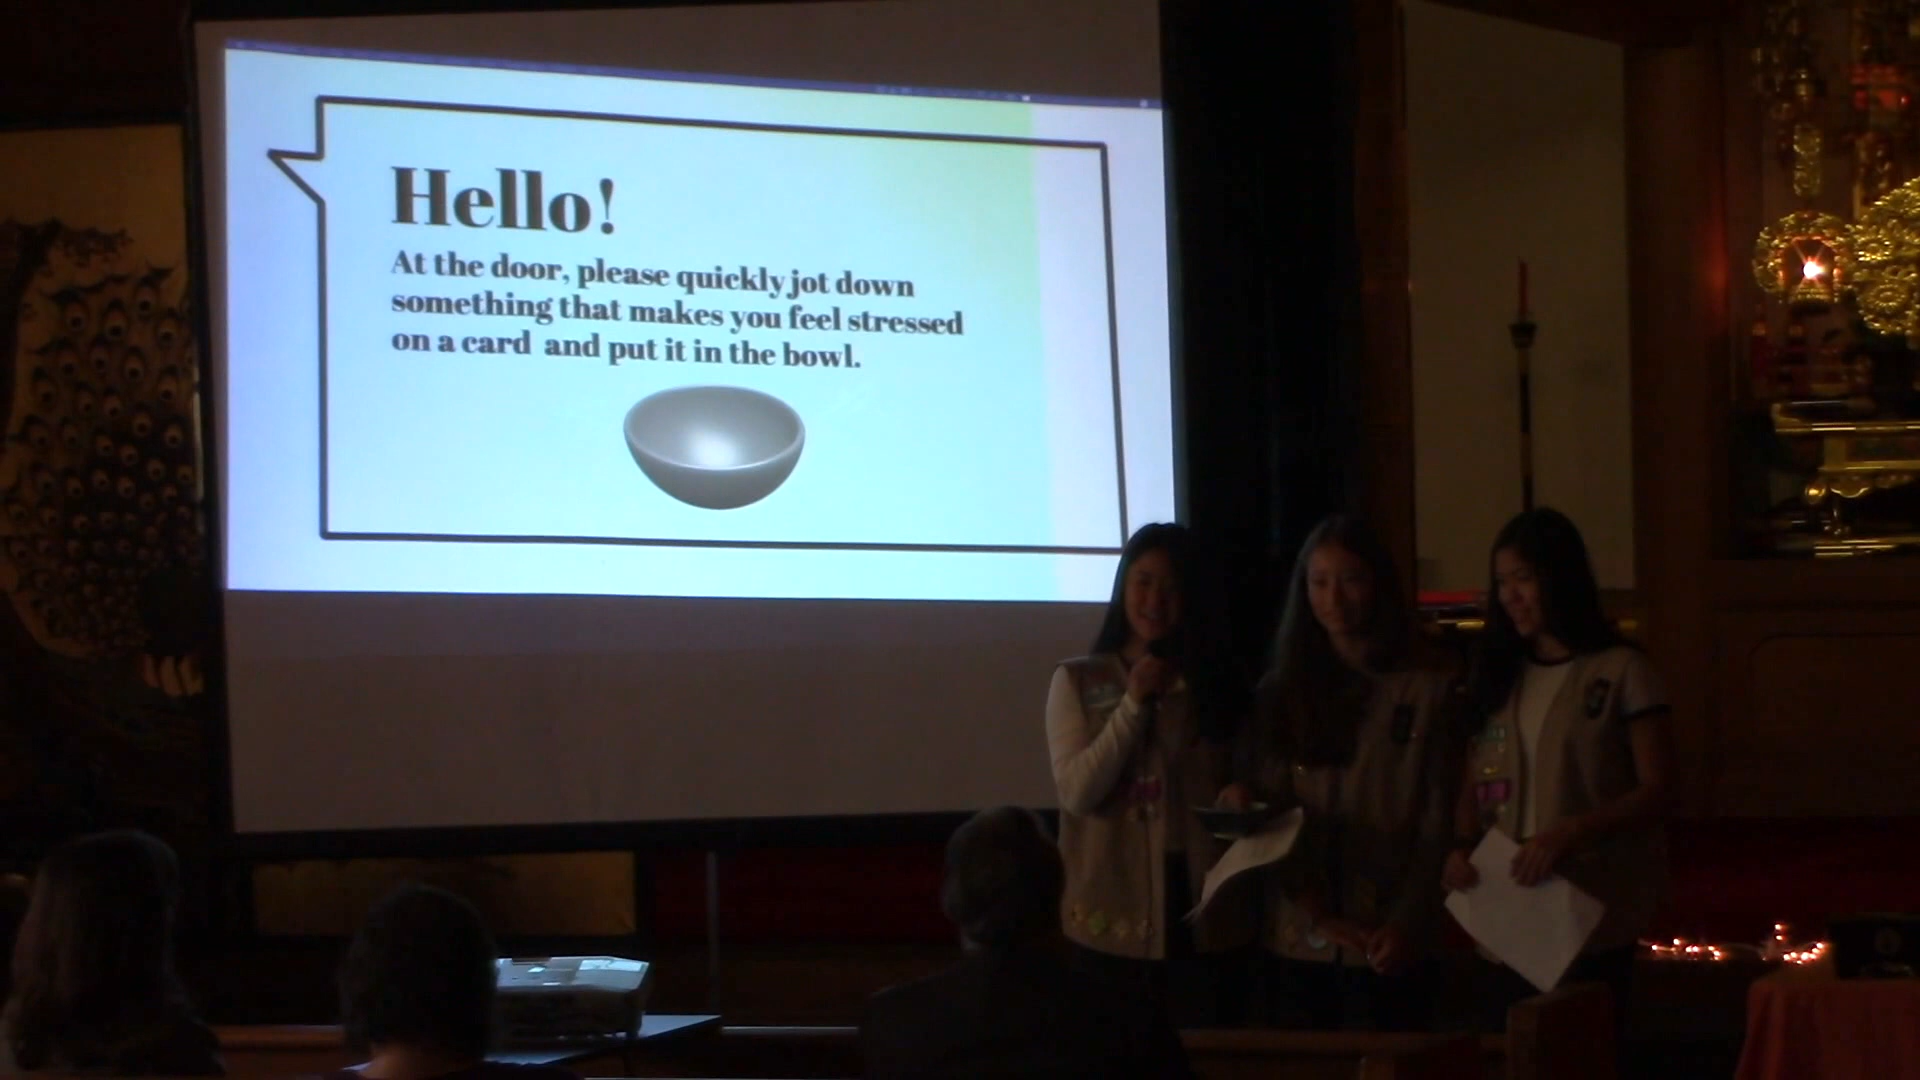 Hello!
At the door, please quickly jot down
something that makes you feel stressed
on a card and put it in the bowl.